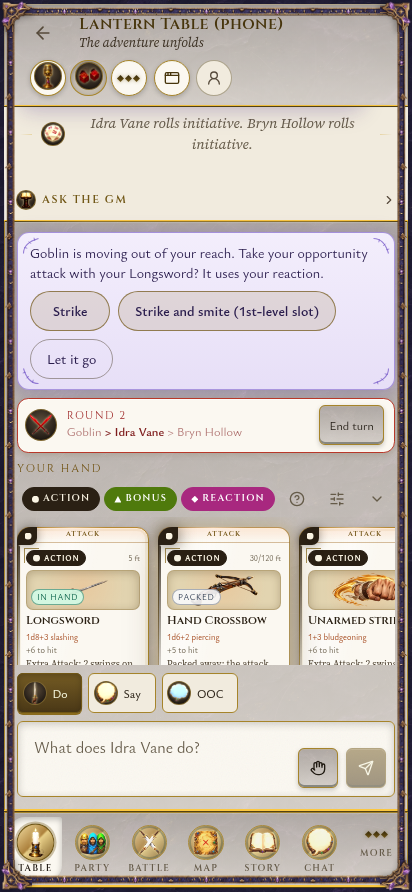 LANTERN TABLE (PHONE)
The adventure unfolds
Idra Vane rolls initiative. Bryn Hollow rolls
initiative.
ASK THE GM
Goblin is moving out of your reach. Take your opportunity
attack with your Longsword? It uses your reaction.
Strike
Strike and smite (1st-level slot)
Let it go
ROUND 2
Goblin > Idra Vane > Bryn Hollow
End turn
YOUR HAND
ACTION
BONUS
REACTION
ATTACK
ACTION
5 ft
IN HAND
LONGSWORD
1d8+3 slashing
+6 to hit
Extra Attack: 2 swings on
ATTACK
ACTION
30/120 ft
PACKED
HAND CROSSBOW
1d6+2 piercing
+5 to hit
Packed away: the attack
ATTACK
ACTION
UNARMED STRI
1+3 bludgeoning
+6 to hit
Extra Attack: 2 swings
Do
Say
OOC
What does Idra Vane do?
TABLE
PARTY
BATTLE
MAP
STORY
CHAT
MORE